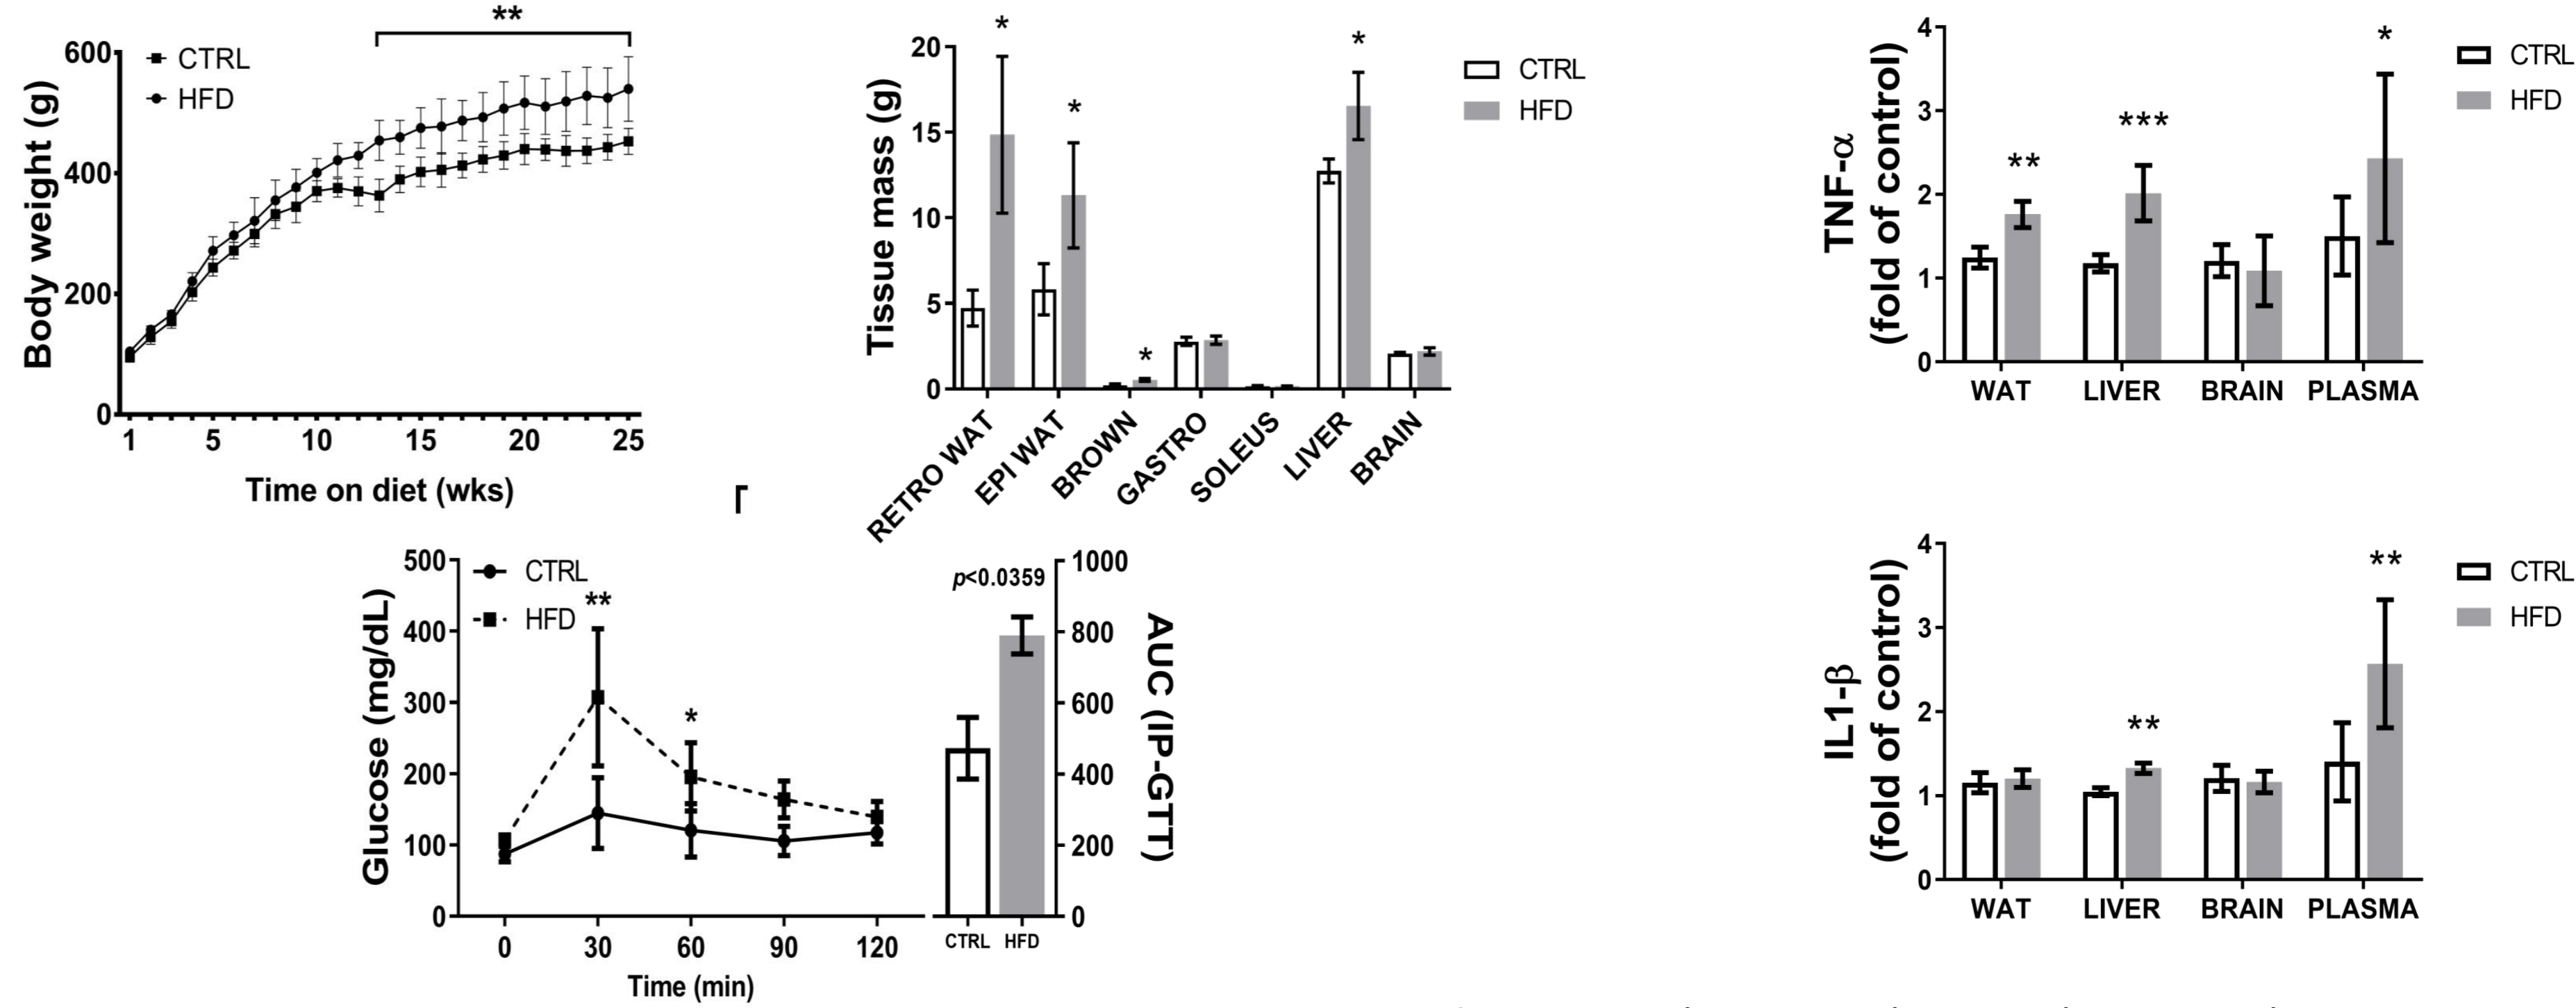 **
600
400
200
0
Body weight (g)
CTRL
HFD
1 5 10 15 20 25
Time on diet (wks)
20
15
10
5
0
Tissue mass (g)
* * * *
CTRL
HFD
RETRO WAT
EPI WAT
BROWN
GASTRO
SOLEUS
LIVER
BRAIN
4
3
2
1
0
TNF-α
(fold of control)
** *** *
CTRL
HFD
WAT LIVER BRAIN PLASMA
500
400
300
200
100
0
Glucose (mg/dL)
CTRL
HFD
**
*
0 30 60 90 120
Time (min)
p<0.0359
1000
800
600
400
200
0
AUC (IP-GTT)
CTRL HFD
4
3
2
1
0
IL1-β
(fold of control)
** **
CTRL
HFD
WAT LIVER BRAIN PLASMA